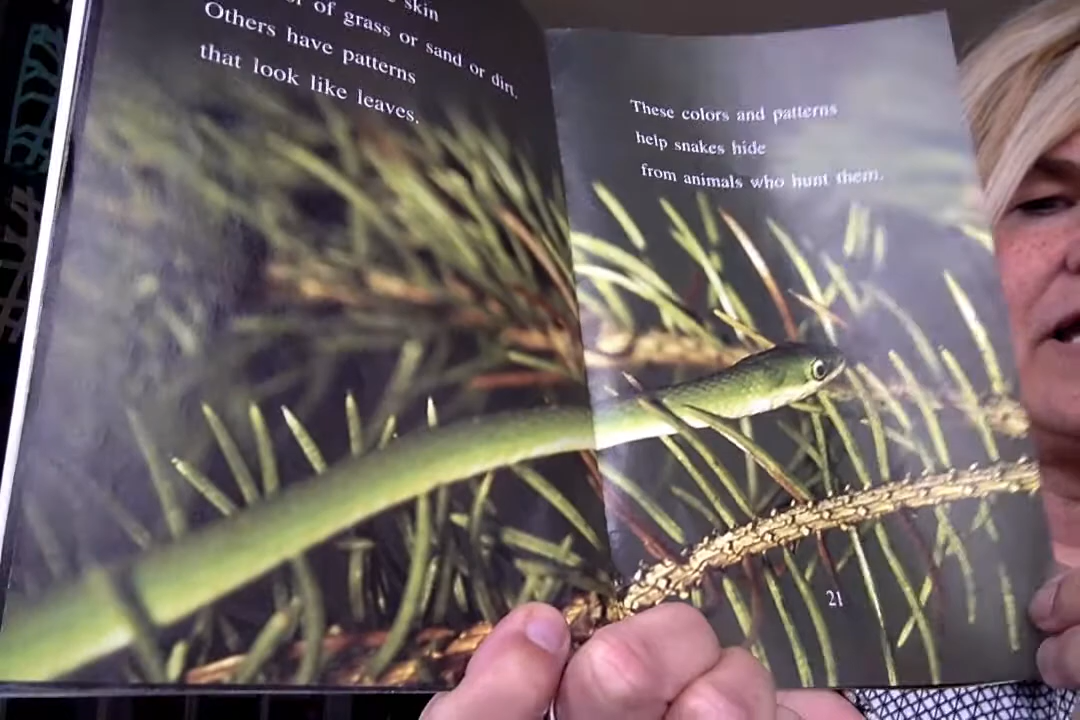 skin
of grass or sand or dirt.
Others have patterns
that look like leaves.
These colors and patterns
help snakes hide
from animals who hunt them.
21